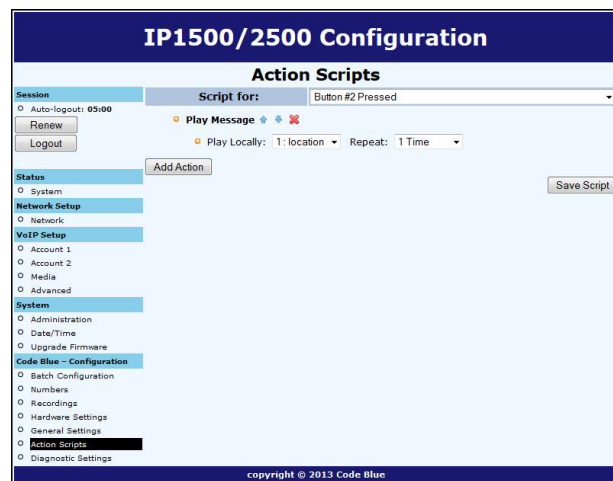 IP1500/2500 Configuration
Action Scripts
Session
Auto-logout: 05:00
Renew
Logout
Status
System
Network Setup
Network
VoIP Setup
Account 1
Account 2
Media
Advanced
System
Administration
Date/Time
Upgrade Firmware
Code Blue – Configuration
Batch Configuration
Numbers
Recordings
Hardware Settings
General Settings
Action Scripts
Diagnostic Settings
Script for: Button #2 Pressed
Play Message
Play Locally: 1: location Repeat: 1 Time
Add Action
Save Script
copyright © 2013 Code Blue